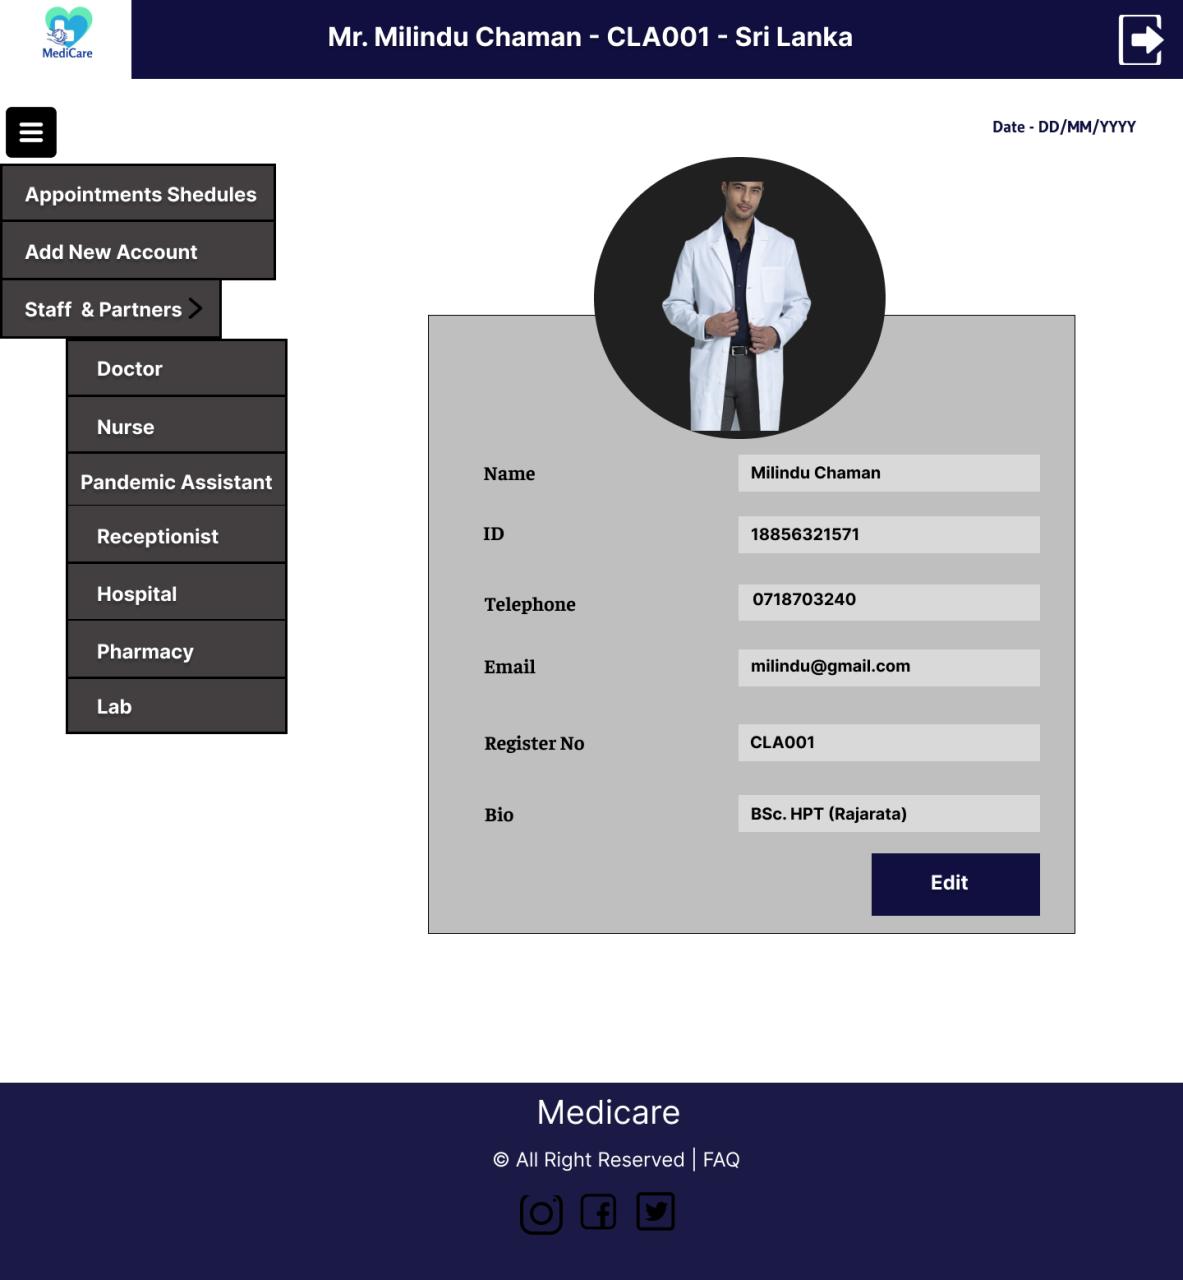 MediCare
Mr. Milindu Chaman - CLA001 - Sri Lanka
Date - DD/MM/YYYY
Appointments Shedules
Add New Account
Staff & Partners
Doctor
Nurse
Pandemic Assistant
Receptionist
Hospital
Pharmacy
Lab
Name Milindu Chaman
ID 18856321571
Telephone 0718703240
Email milindu@gmail.com
Register No CLA001
Bio BSc. HPT (Rajarata)
Edit
Medicare
© All Right Reserved | FAQ